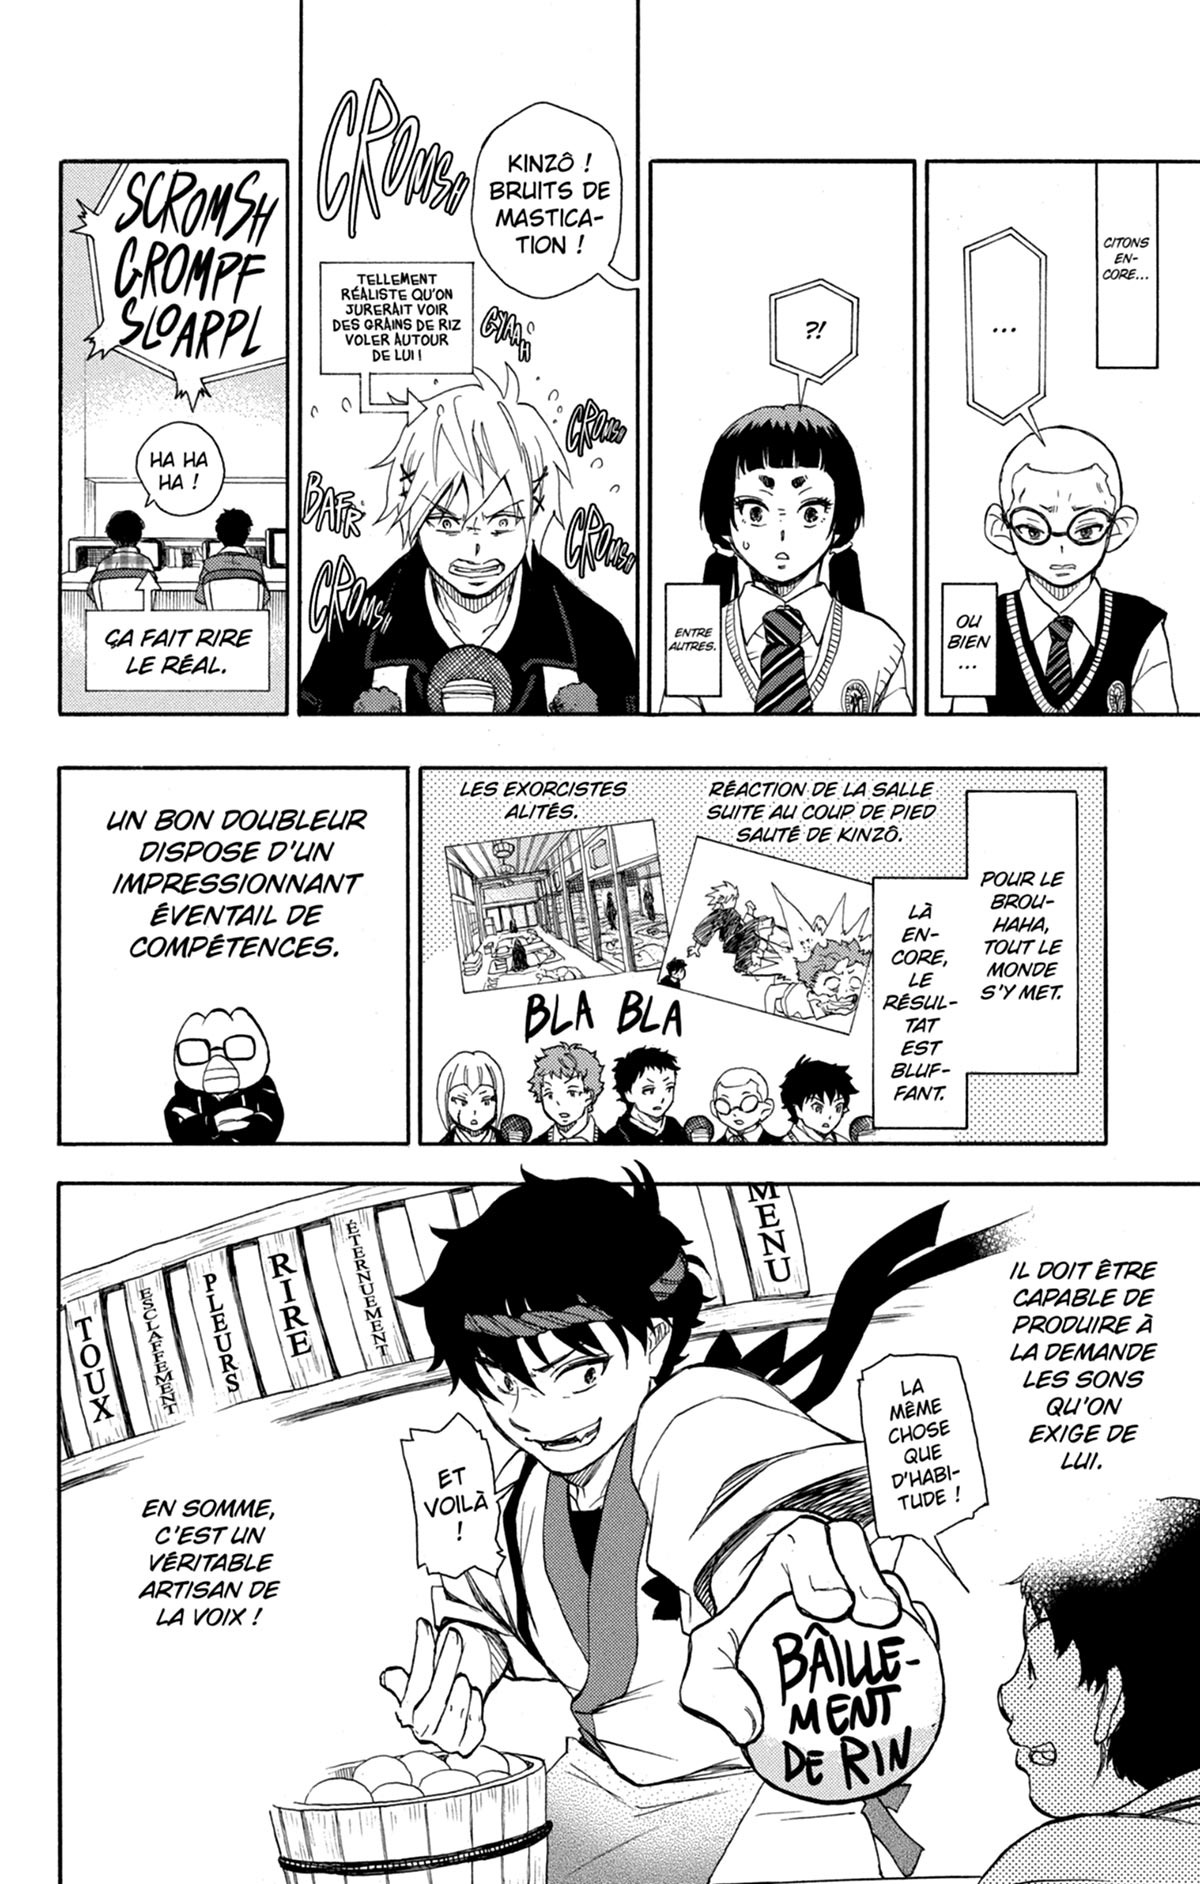 CITONS
EN-
CORE...
...
OU
BIEN
...
?!
ENTRE
AUTRES.
KINZÔ !
BRUITS DE
MASTICA-
TION !
CROMSH
TELLEMENT
RÉALISTE QU'ON
JURERAIT VOIR
DES GRAINS DE RIZ
VOLER AUTOUR
DE LUI !
GYAAH
CROMSH
BAFR
CROMSH
CROMSH
SCROMSH
GROMPF
SLOARPL
HA HA
HA !
ÇA FAIT RIRE
LE RÉAL.
POUR LE
BROU-
HAHA,
TOUT LE
MONDE
S'Y MET.
LÀ
EN-
CORE,
LE
RÉSUL-
TAT
EST
BLUF-
FANT.
RÉACTION DE LA SALLE
SUITE AU COUP DE PIED
SAUTÉ DE KINZÔ.
LES EXORCISTES
ALITÉS.
BLA BLA
UN BON DOUBLEUR
DISPOSE D'UN
IMPRESSIONNANT
ÉVENTAIL DE
COMPÉTENCES.
IL DOIT ÊTRE
CAPABLE DE
PRODUIRE À
LA DEMANDE
LES SONS
QU'ON
EXIGE DE
LUI.
LA
MÊME
CHOSE
QUE
D'HABI-
TUDE !
MENU
ÉTERNUEMENT
RIRE
PLEURS
ESCLAFFEMENT
TOUX
ET
VOILÀ
!
BÂILLE-
MENT
DE RIN
EN SOMME,
C'EST UN
VÉRITABLE
ARTISAN DE
LA VOIX !